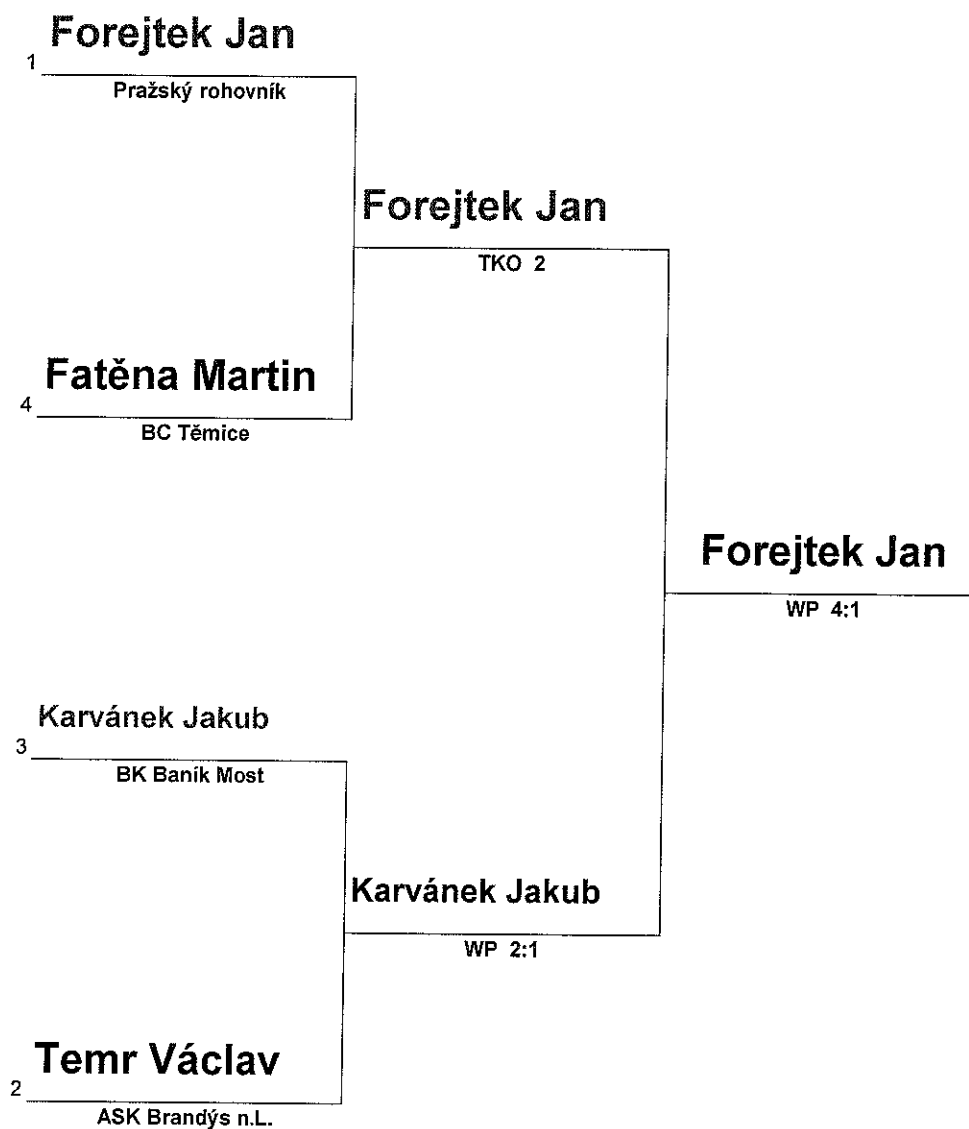 Forejtek Jan
1
Pražský rohovník
Forejtek Jan
TKO 2
Fatěna Martin
4
BC Těmice
Forejtek Jan
WP 4:1
Karvánek Jakub
3
BK Baník Most
Karvánek Jakub
WP 2:1
Temr Václav
2
ASK Brandýs n.L.